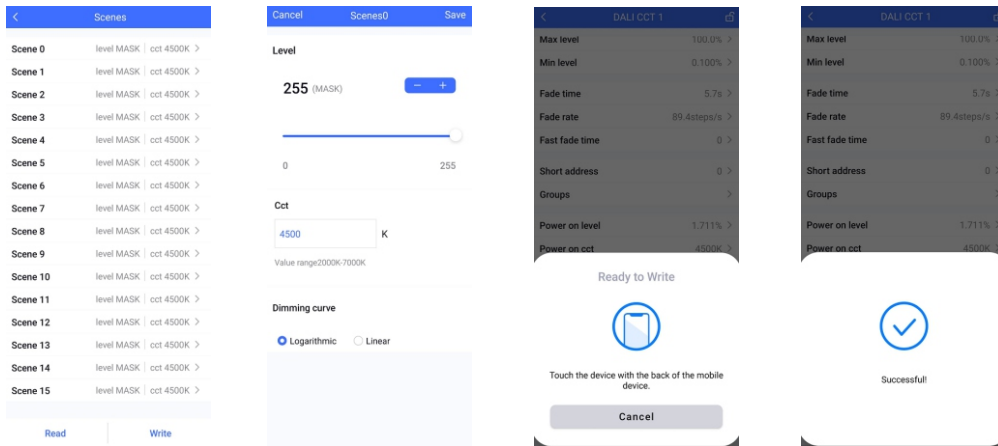 Scenes
Scene 0 level MASK cct 4500K
Scene 1 level MASK cct 4500K
Scene 2 level MASK cct 4500K
Scene 3 level MASK cct 4500K
Scene 4 level MASK cct 4500K
Scene 5 level MASK cct 4500K
Scene 6 level MASK cct 4500K
Scene 7 level MASK cct 4500K
Scene 8 level MASK cct 4500K
Scene 9 level MASK cct 4500K
Scene 10 level MASK cct 4500K
Scene 11 level MASK cct 4500K
Scene 12 level MASK cct 4500K
Scene 13 level MASK cct 4500K
Scene 14 level MASK cct 4500K
Scene 15 level MASK cct 4500K
Read Write
Cancel Scenes0 Save
Level
255 (MASK) − +
0 255
Cct
4500 K
Value range2000K-7000K
Dimming curve
Logarithmic Linear
DALI CCT 1
Max level 100.0%
Min level 0.100%
Fade time 5.7s
Fade rate 89.4steps/s
Fast fade time 0
Short address 0
Groups
Power on level 1.711%
Power on cct 4500K
Ready to Write
Touch the device with the back of the mobile
device.
Cancel
DALI CCT 1
Max level 100.0%
Min level 0.100%
Fade time 5.7s
Fade rate 89.4steps/s
Fast fade time 0
Short address 0
Groups
Power on level 1.711%
Power on cct 4500K
Successful!